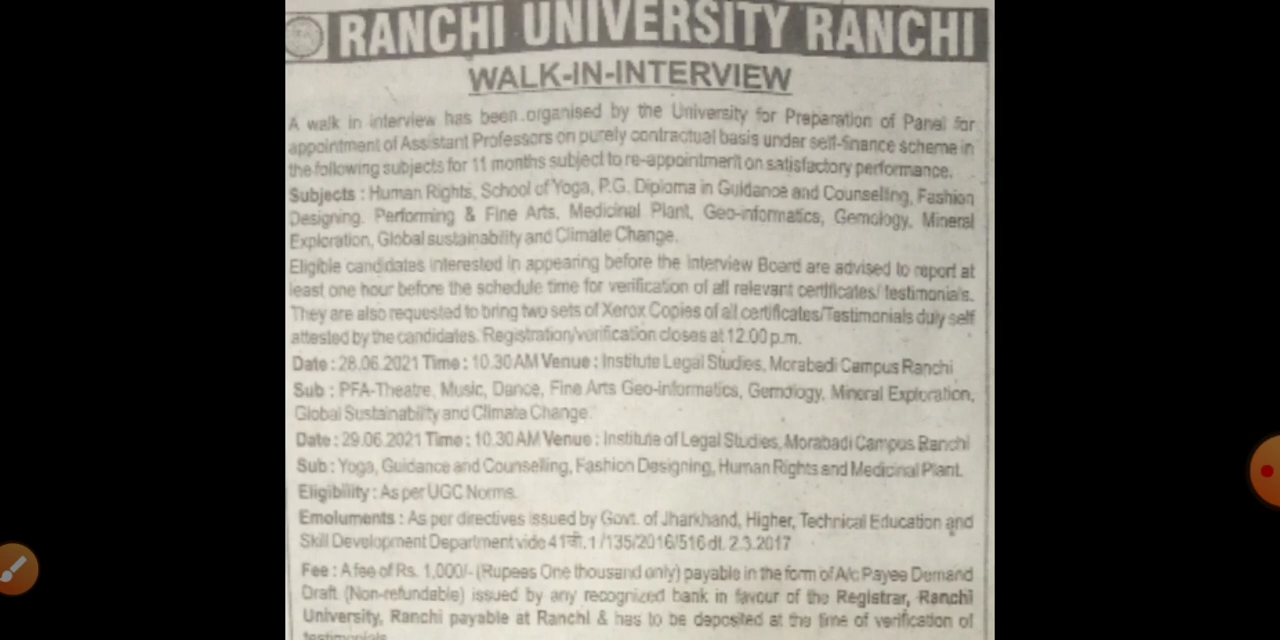 RANCHI UNIVERSITY RANCHI
WALK-IN-INTERVIEW
A walk in interview has been organised by the University for Preparation of Panel for
appointment of Assistant Professors on purely contractual basis under self-finance scheme in
the following subjects for 11 months subject to re-appointment on satisfactory performance.
Subjects : Human Rights, School of Yoga, P.G. Diploma in Guidance and Counselling, Fashion
Designing, Performing & Fine Arts, Medicinal Plant, Geo-informatics, Gemology, Mineral
Exploration, Global sustainability and Climate Change.
Eligible candidates interested in appearing before the Interview Board are advised to report at
least one hour before the schedule time for verification of all relevant certificates/ testimonials.
They are also requested to bring two sets of Xerox Copies of all certificates/Testimonials duly self
attested by the candidates. Registration/verification closes at 12.00 p.m.
Date : 28.06.2021 Time : 10.30 AM Venue : Institute Legal Studies, Morabedi Campus Ranchi
Sub : PFA-Theatre, Music, Dance, Fine Arts Geo-informatics, Gemology, Mineral Exploration,
Global Sustainability and Climate Change.
Date : 29.06.2021 Time : 10.30 AM Venue : Institute of Legal Studies, Morabadi Campus Ranchi
Sub : Yoga, Guidance and Counselling, Fashion Designing, Human Rights and Medicinal Plant.
Eligibility : As per UGC Norms.
Emoluments : As per directives issued by Govt. of Jharkhand, Higher, Technical Education and
Skill Development Department vide 41की.1/135/2016/516 dt. 2.3.2017
Fee : A fee of Rs. 1,000/- (Rupees One thousand only) payable in the form of A/c Payee Demand
Draft (Non-refundable) issued by any recognized bank in favour of the Registrar, Ranchi
University, Ranchi payable at Ranchi & has to be deposited at the time of verification of
testimonials